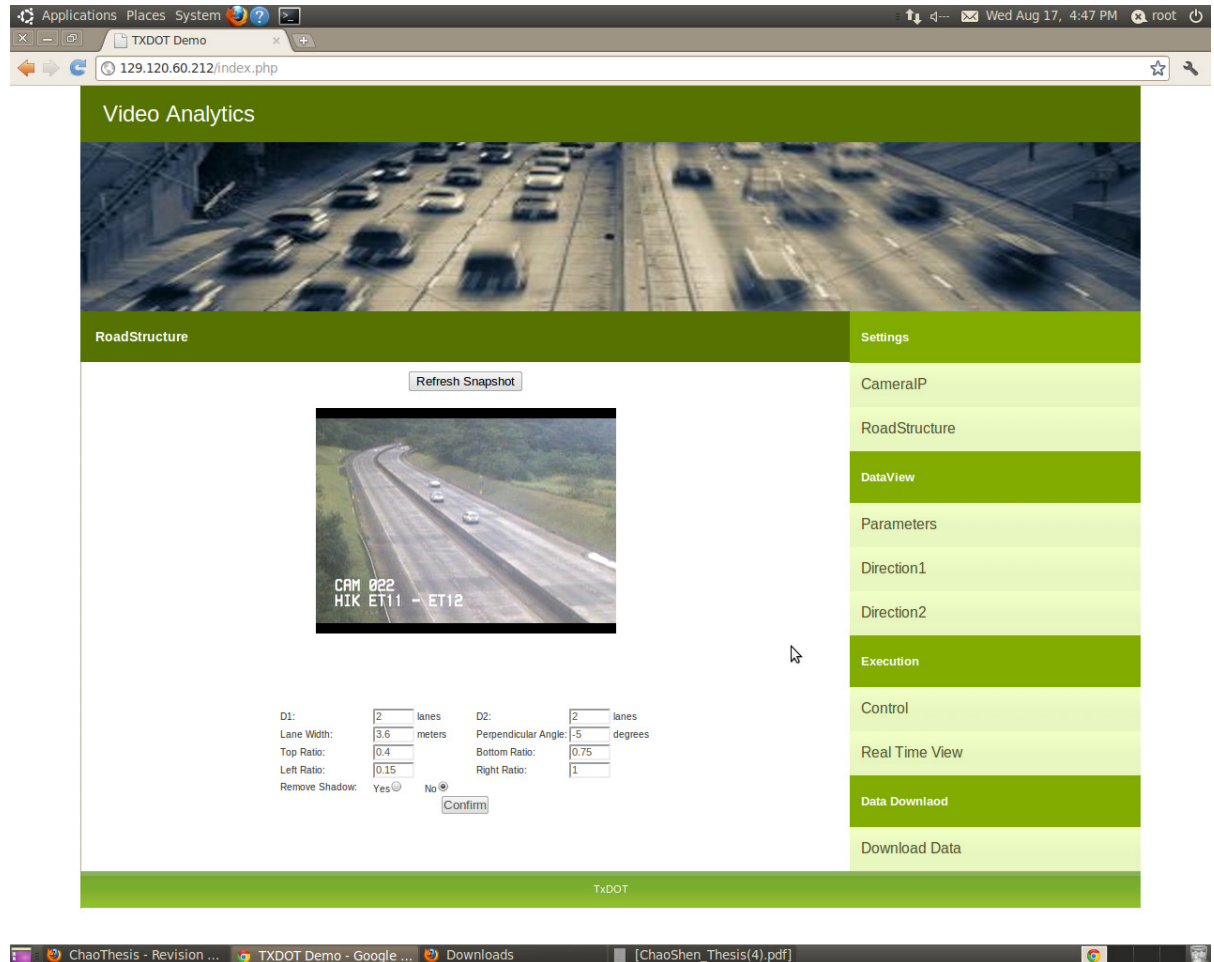 Applications Places System Wed Aug 17, 4:47 PM root
TXDOT Demo
129.120.60.212/index.php
Video Analytics
RoadStructure
Refresh Snapshot
CAM 022
HIK ET11 - ET12
D1: 2 lanes D2: 2 lanes
Lane Width: 3.6 meters Perpendicular Angle: -5 degrees
Top Ratio: 0.4 Bottom Ratio: 0.75
Left Ratio: 0.15 Right Ratio: 1
Remove Shadow: Yes No
Confirm
Settings
CameraIP
RoadStructure
DataView
Parameters
Direction1
Direction2
Execution
Control
Real Time View
Data Downlaod
Download Data
TxDOT
ChaoThesis - Revision ... TXDOT Demo - Google ... Downloads [ChaoShen_Thesis(4).pdf]